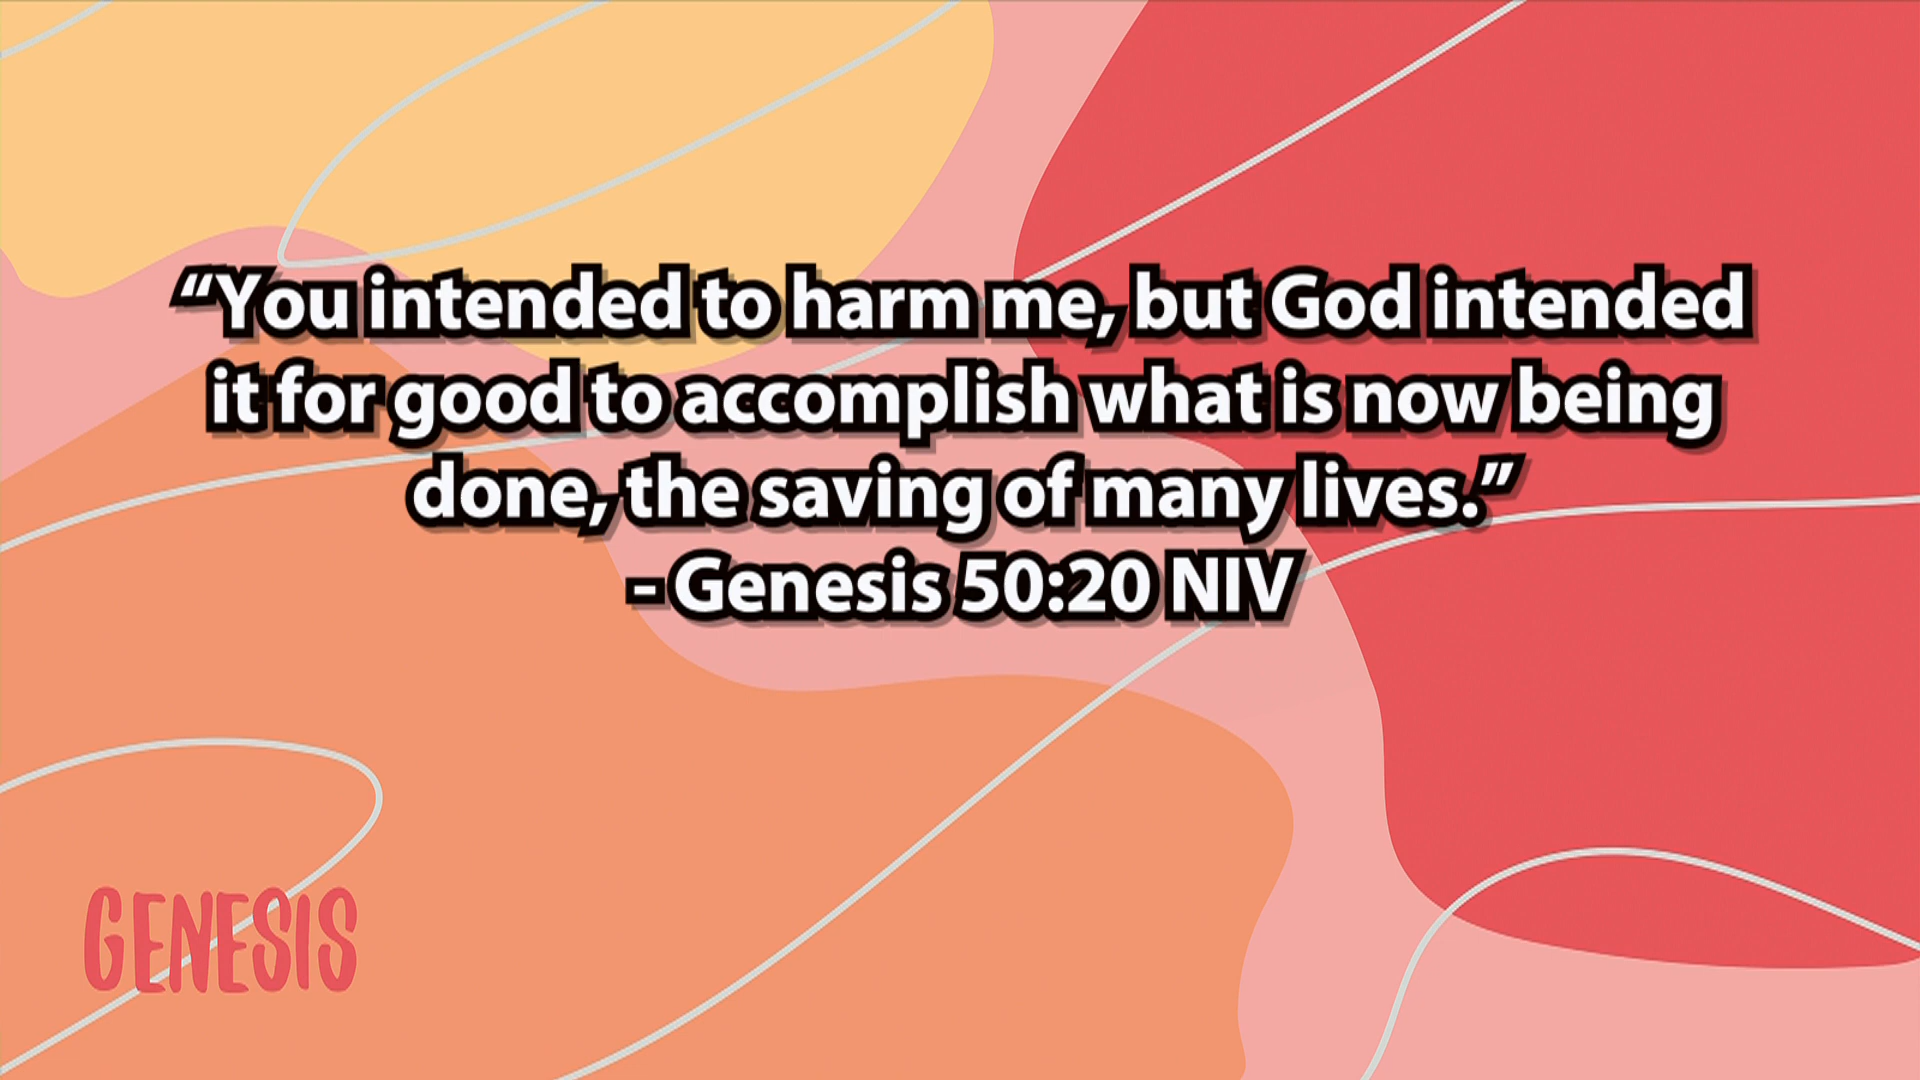 “You intended to harm me, but God intended
it for good to accomplish what is now being
done, the saving of many lives.”
- Genesis 50:20 NIV
GENESIS